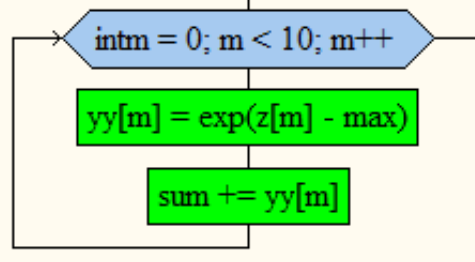 intm = 0; m < 10; m++
yy[m] = exp(z[m] - max)
sum += yy[m]